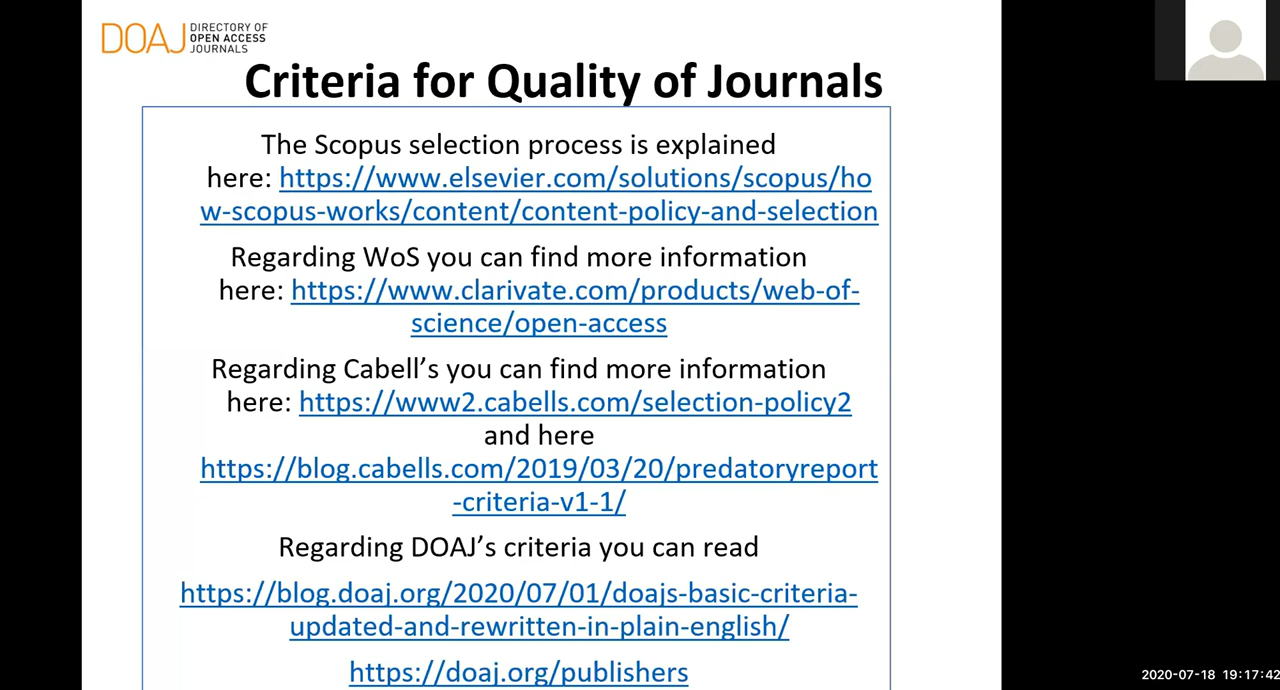 DOAJ
DIRECTORY OF
OPEN ACCESS
JOURNALS
Criteria for Quality of Journals
The Scopus selection process is explained
here: https://www.elsevier.com/solutions/scopus/ho
w-scopus-works/content/content-policy-and-selection
Regarding WoS you can find more information
here: https://www.clarivate.com/products/web-of-
science/open-access
Regarding Cabell’s you can find more information
here: https://www2.cabells.com/selection-policy2
and here
https://blog.cabells.com/2019/03/20/predatoryreport
-criteria-v1-1/
Regarding DOAJ’s criteria you can read
https://blog.doaj.org/2020/07/01/doajs-basic-criteria-
updated-and-rewritten-in-plain-english/
https://doaj.org/publishers
2020-07-18 19:17:42